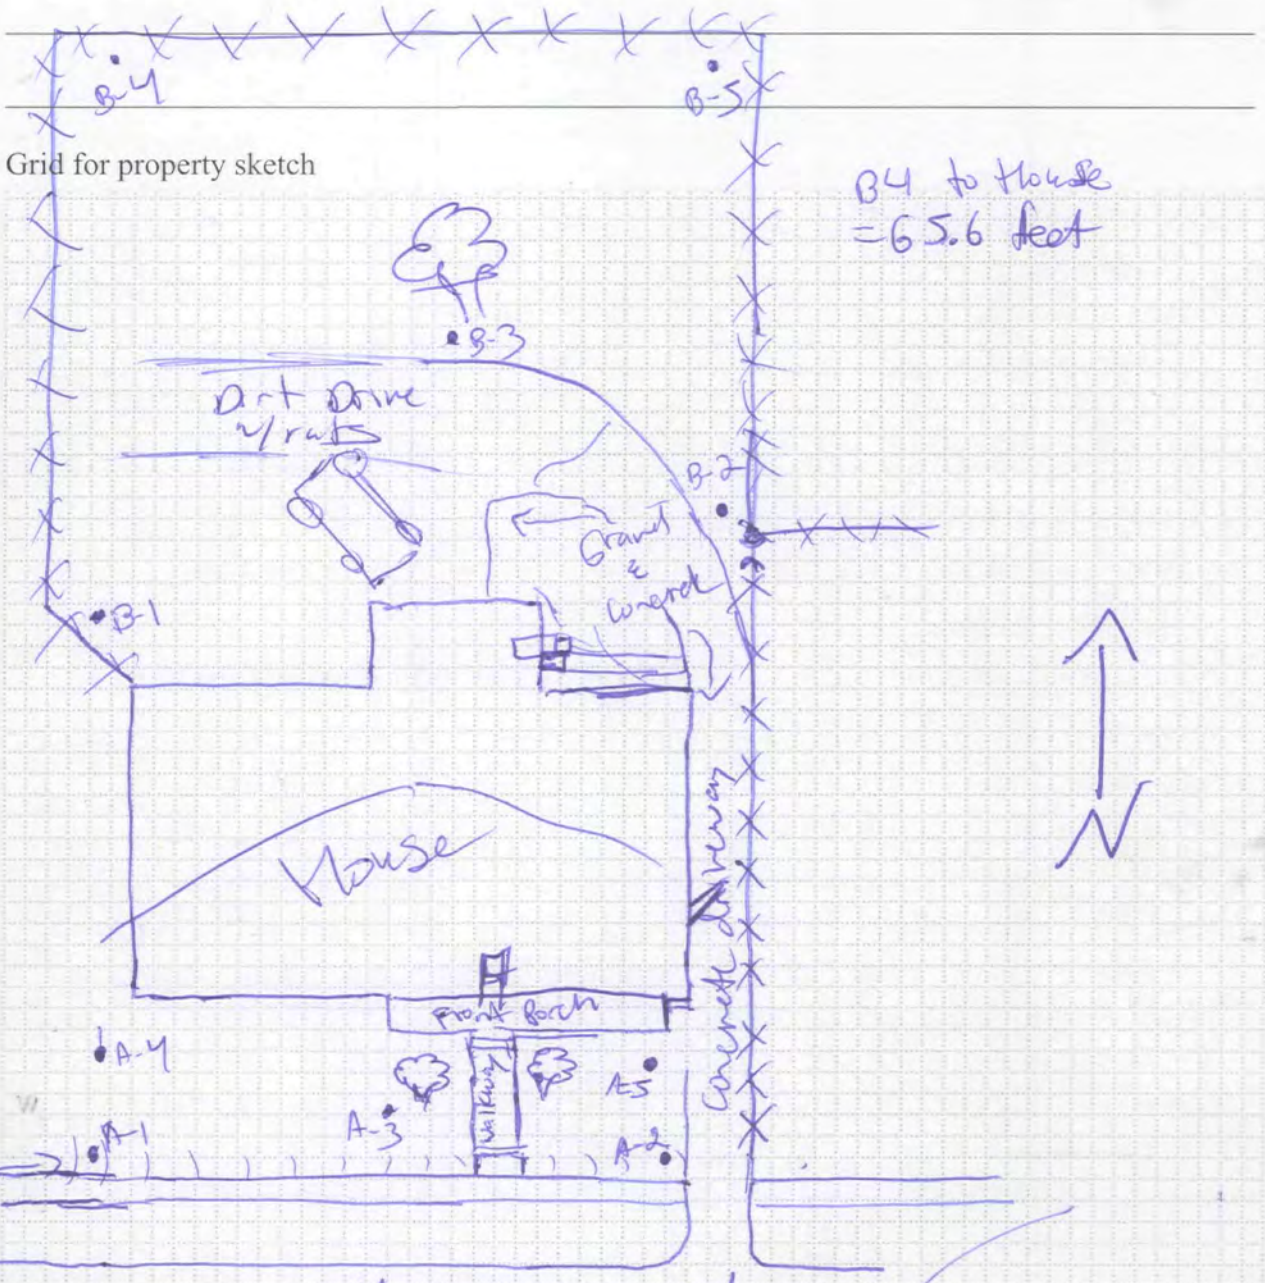 B-4
B-5
Grid for property sketch
B4 to House
= 65.6 feet
B-3
Dirt Drive
w/ ruts
B-2
Gravel
&
Concrete
B-1
House
Concrete driveway
Front Porch
A-4
Walkway
A-5
A-3
A-1
A-2
N